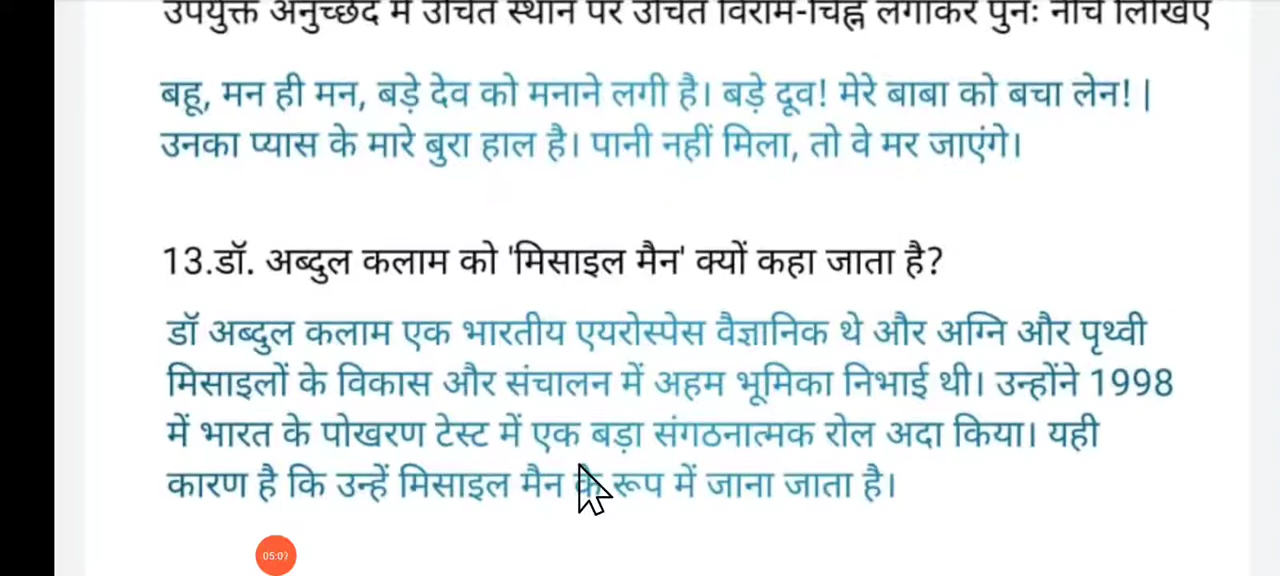 उपर्युक्त अनुच्छेद में उचित स्थान पर उचित विराम-चिह्न लगाकर पुनः नीचे लिखिए
बहू, मन ही मन, बड़े देव को मनाने लगी है। बड़े दूव! मेरे बाबा को बचा लेन! |
उनका प्यास के मारे बुरा हाल है। पानी नहीं मिला, तो वे मर जाएंगे।
13.डॉ. अब्दुल कलाम को 'मिसाइल मैन' क्यों कहा जाता है?
डॉ अब्दुल कलाम एक भारतीय एयरोस्पेस वैज्ञानिक थे और अग्नि और पृथ्वी
मिसाइलों के विकास और संचालन में अहम भूमिका निभाई थी। उन्होंने 1998
में भारत के पोखरण टेस्ट में एक बड़ा संगठनात्मक रोल अदा किया। यही
कारण है कि उन्हें मिसाइल मैन के रूप में जाना जाता है।
05:02